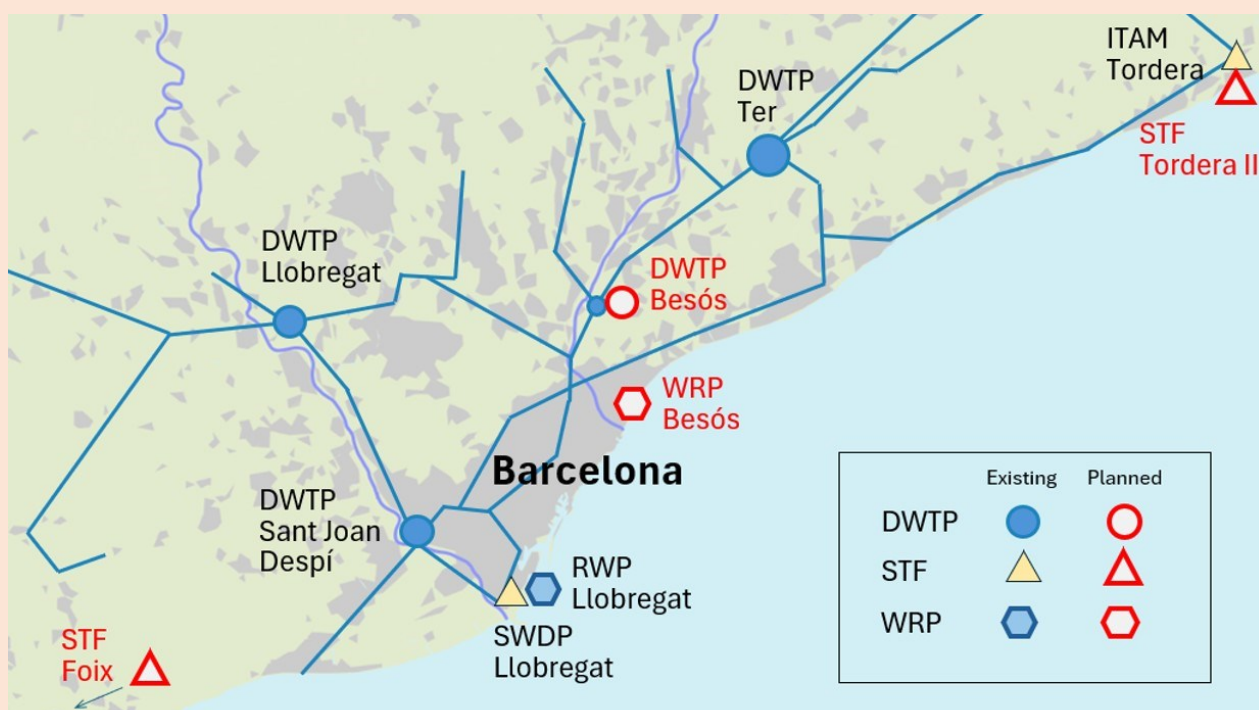 ITAM
Tordera
DWTP
Ter
STF
Tordera II
DWTP
Llobregat
DWTP
Besós
WRP
Besós
Barcelona
DWTP
Sant Joan
Despí
RWP
Llobregat
SWDP
Llobregat
STF
Foix
Existing Planned
DWTP
STF
WRP